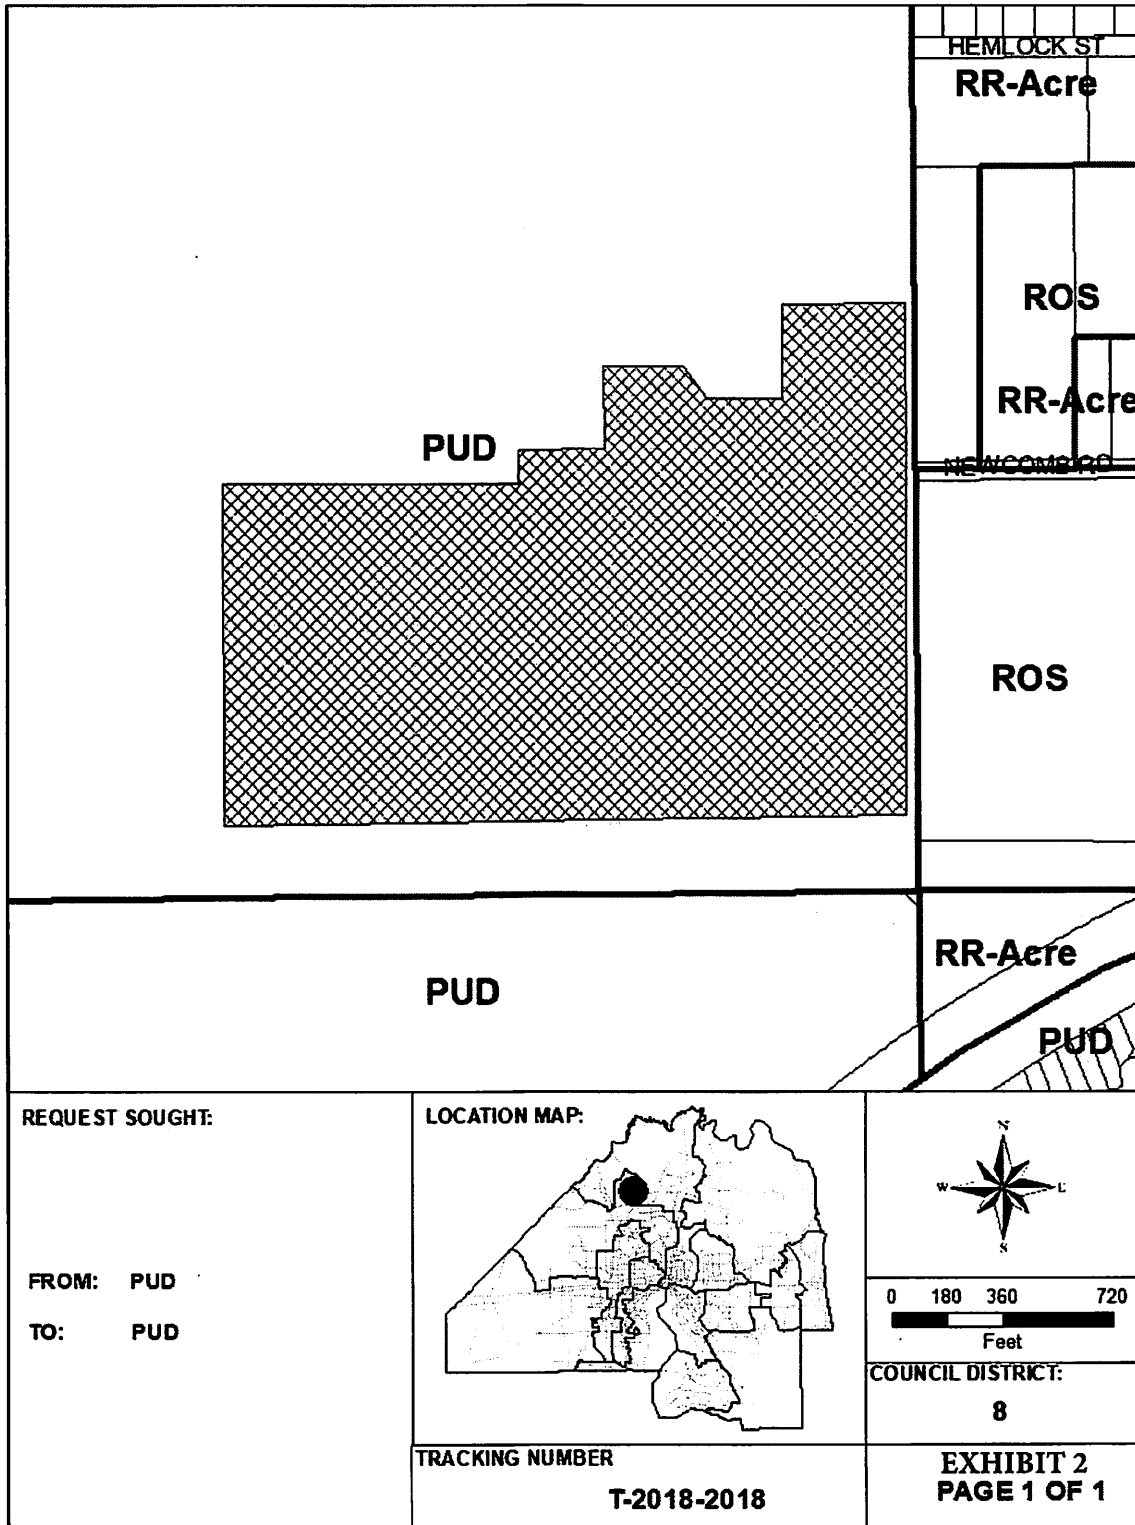 HEMLOCK ST
RR-Acre
ROS
RR-Acre
PUD
NEWCOMB RD
ROS
RR-Acre
PUD
PUD
REQUEST SOUGHT:
FROM: PUD
TO: PUD
LOCATION MAP:
N
W E
S
0 180 360 720
Feet
COUNCIL DISTRICT:
8
TRACKING NUMBER
T-2018-2018
EXHIBIT 2
PAGE 1 OF 1